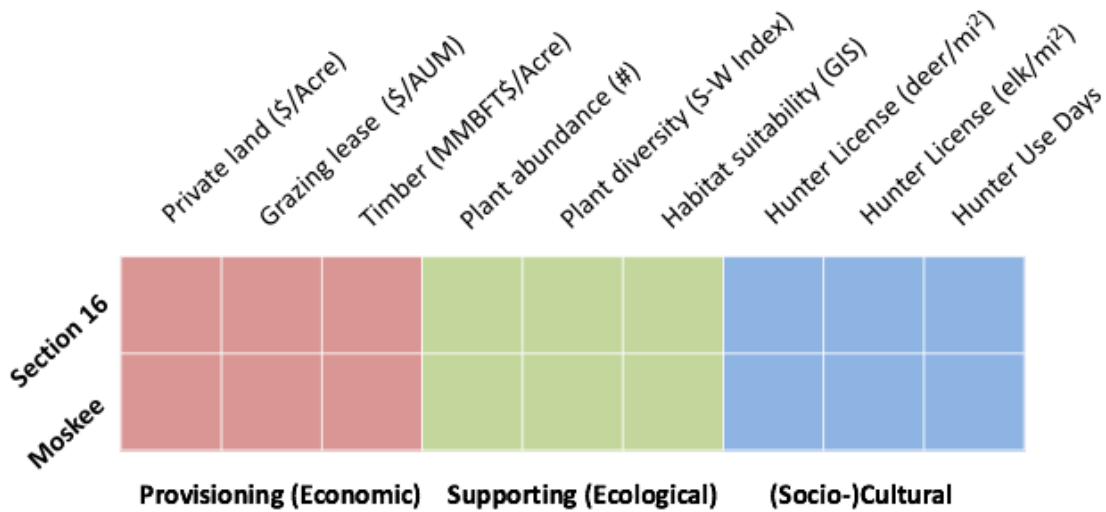 Private land ($/Acre)
Grazing lease ($/AUM)
Timber (MMBFT$/Acre)
Plant abundance (#)
Plant diversity (S-W Index)
Habitat suitability (GIS)
Hunter License (deer/mi²)
Hunter License (elk/mi²)
Hunter Use Days
Section 16
Moskee
Provisioning (Economic)
Supporting (Ecological)
(Socio-)Cultural